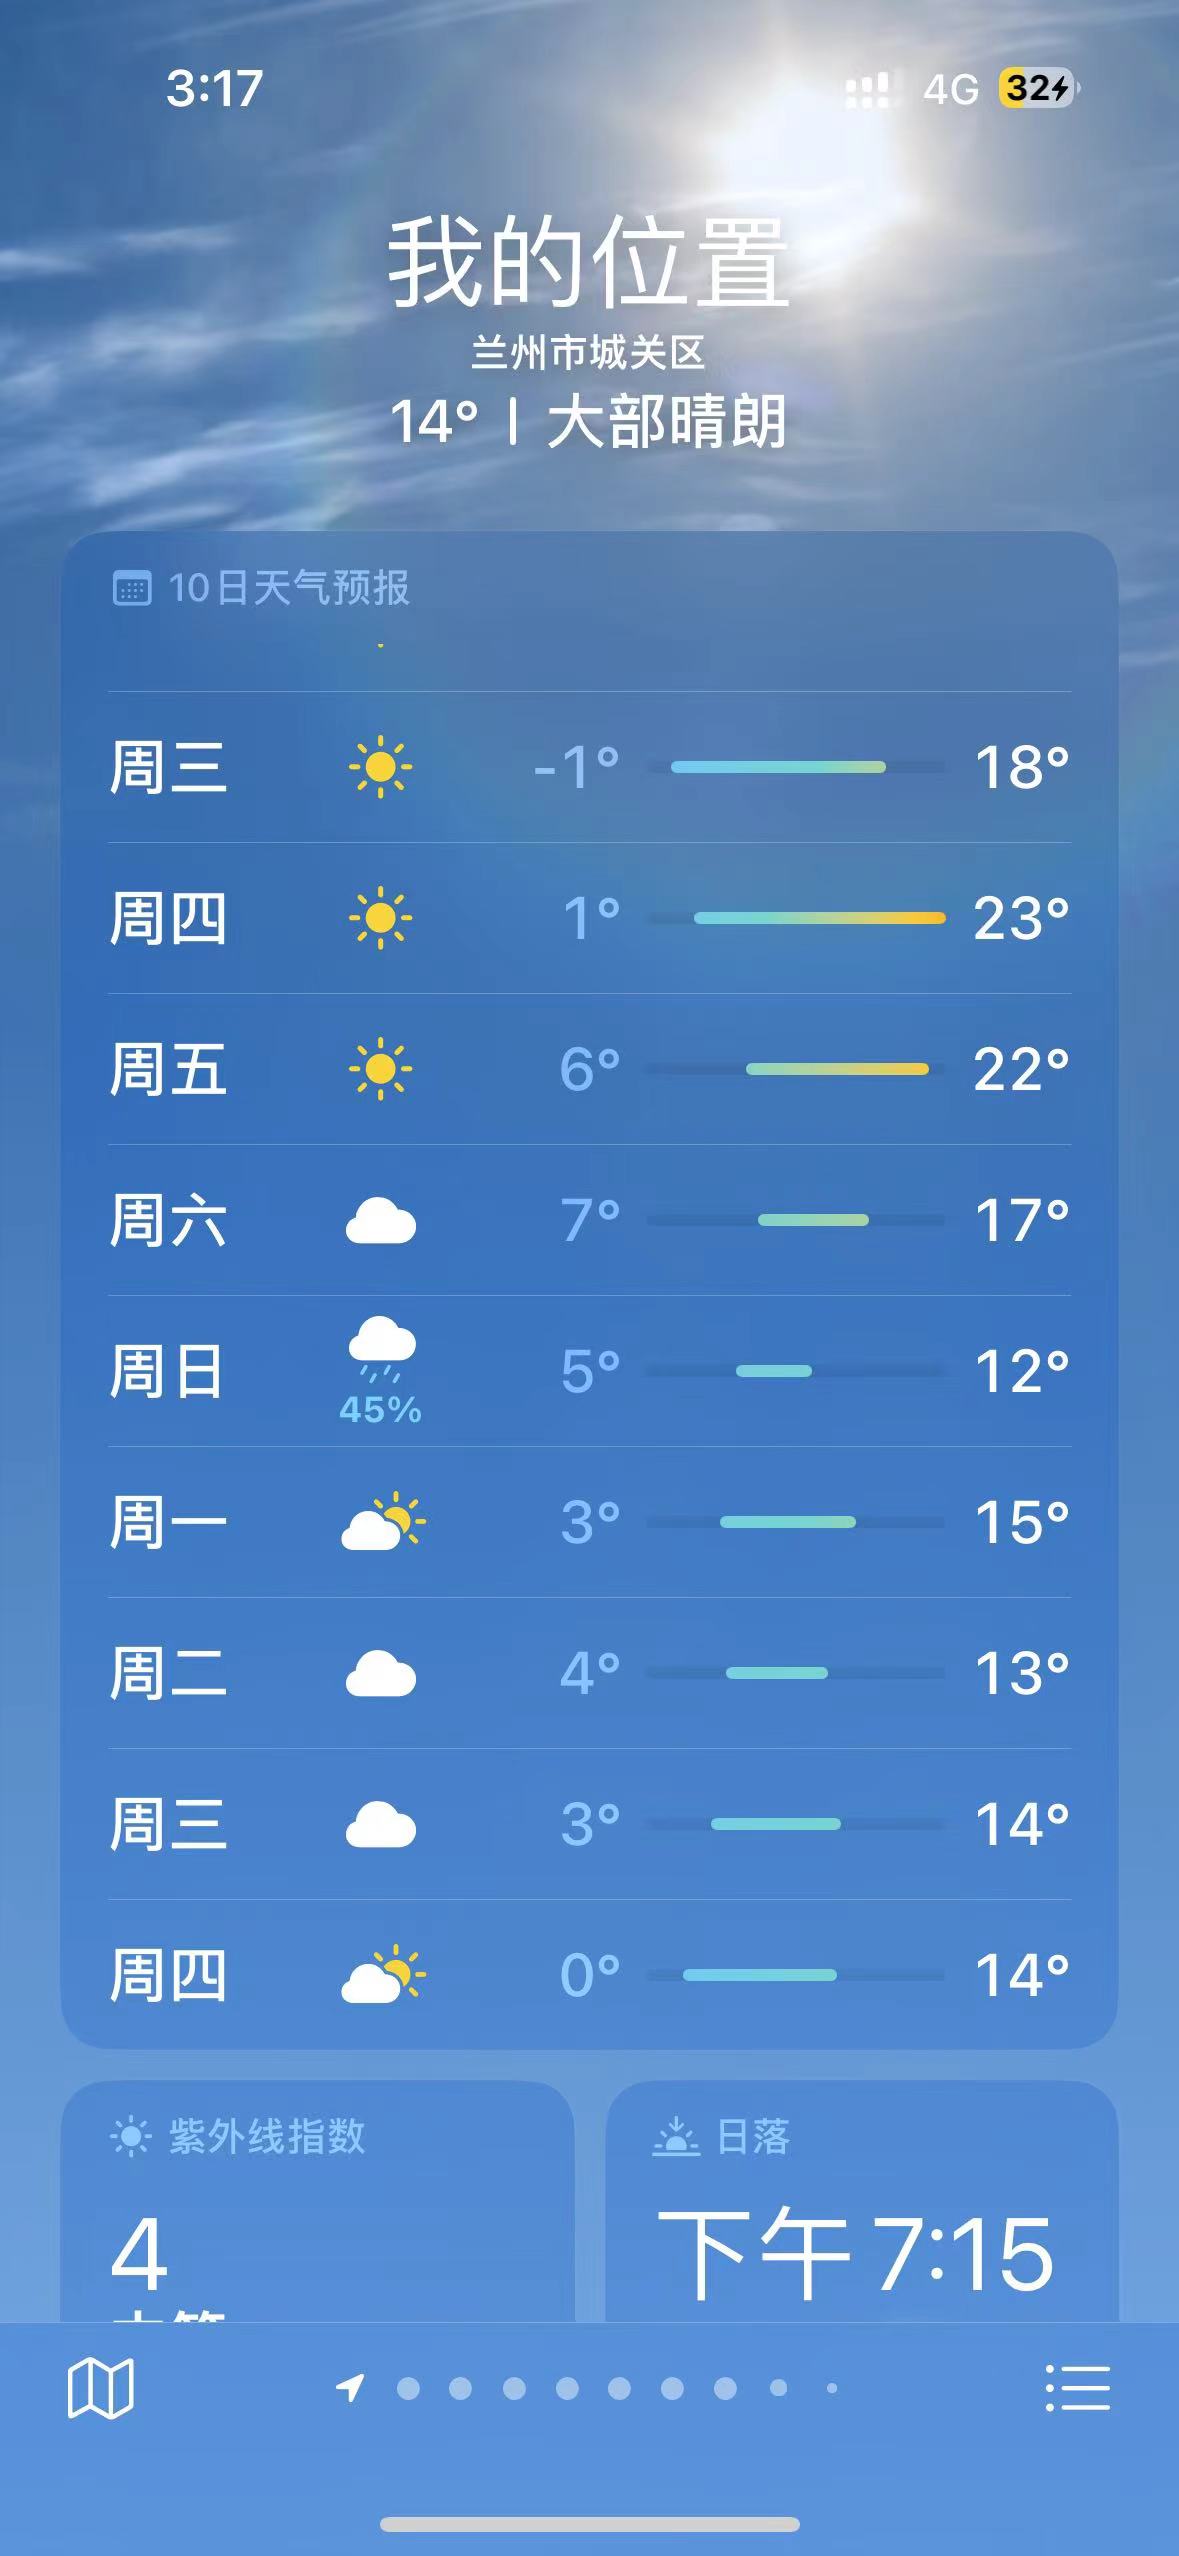 3:17 4G 32
我的位置
兰州市城关区
14° | 大部晴朗
10日天气预报
周三 -1° 18°
周四 1° 23°
周五 6° 22°
周六 7° 17°
周日 45% 5° 12°
周一 3° 15°
周二 4° 13°
周三 3° 14°
周四 0° 14°
紫外线指数
4
日落
下午7:15